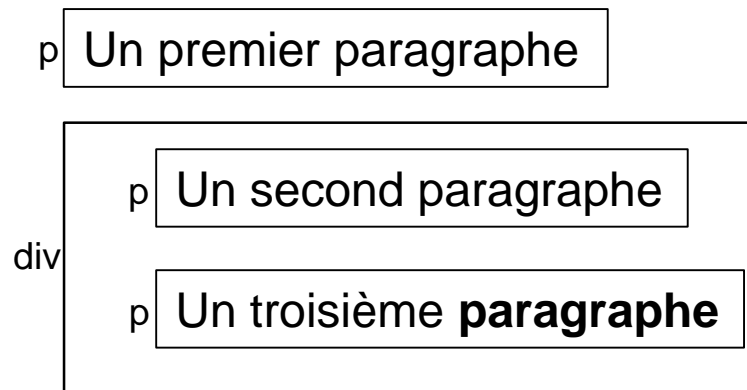 p Un premier paragraphe
p Un second paragraphe
div
p Un troisième paragraphe